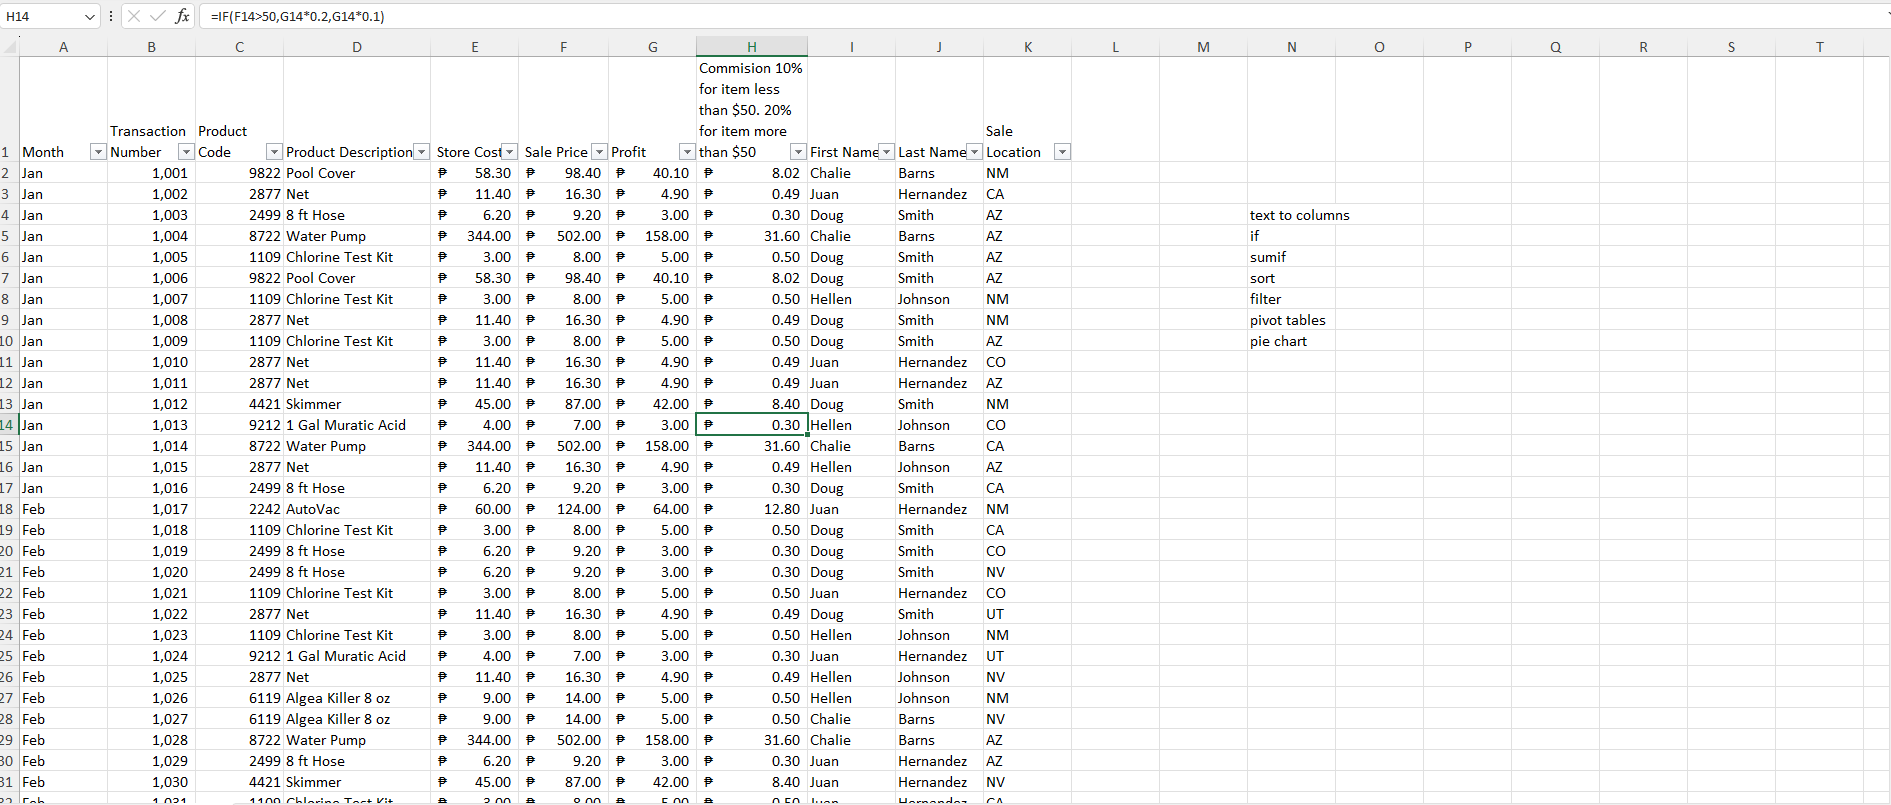 H14 fx =IF(F14>50,G14*0.2,G14*0.1)
A B C D E F G H I J K L M N O P Q R S T
Commision 10%
for item less
than $50. 20%
Transaction Product for item more Sale
1 Month Number Code Product Description Store Cost Sale Price Profit than $50 First Name Last Name Location
2 Jan 1,001 9822 Pool Cover ₱ 58.30 ₱ 98.40 ₱ 40.10 ₱ 8.02 Chalie Barns NM
3 Jan 1,002 2877 Net ₱ 11.40 ₱ 16.30 ₱ 4.90 ₱ 0.49 Juan Hernandez CA
4 Jan 1,003 2499 8 ft Hose ₱ 6.20 ₱ 9.20 ₱ 3.00 ₱ 0.30 Doug Smith AZ text to columns
5 Jan 1,004 8722 Water Pump ₱ 344.00 ₱ 502.00 ₱ 158.00 ₱ 31.60 Chalie Barns AZ if
6 Jan 1,005 1109 Chlorine Test Kit ₱ 3.00 ₱ 8.00 ₱ 5.00 ₱ 0.50 Doug Smith AZ sumif
7 Jan 1,006 9822 Pool Cover ₱ 58.30 ₱ 98.40 ₱ 40.10 ₱ 8.02 Doug Smith AZ sort
8 Jan 1,007 1109 Chlorine Test Kit ₱ 3.00 ₱ 8.00 ₱ 5.00 ₱ 0.50 Hellen Johnson NM filter
9 Jan 1,008 2877 Net ₱ 11.40 ₱ 16.30 ₱ 4.90 ₱ 0.49 Doug Smith NM pivot tables
10 Jan 1,009 1109 Chlorine Test Kit ₱ 3.00 ₱ 8.00 ₱ 5.00 ₱ 0.50 Doug Smith AZ pie chart
11 Jan 1,010 2877 Net ₱ 11.40 ₱ 16.30 ₱ 4.90 ₱ 0.49 Juan Hernandez CO
12 Jan 1,011 2877 Net ₱ 11.40 ₱ 16.30 ₱ 4.90 ₱ 0.49 Juan Hernandez AZ
13 Jan 1,012 4421 Skimmer ₱ 45.00 ₱ 87.00 ₱ 42.00 ₱ 8.40 Doug Smith NM
14 Jan 1,013 9212 1 Gal Muratic Acid ₱ 4.00 ₱ 7.00 ₱ 3.00 ₱ 0.30 Hellen Johnson CO
15 Jan 1,014 8722 Water Pump ₱ 344.00 ₱ 502.00 ₱ 158.00 ₱ 31.60 Chalie Barns CA
16 Jan 1,015 2877 Net ₱ 11.40 ₱ 16.30 ₱ 4.90 ₱ 0.49 Hellen Johnson AZ
17 Jan 1,016 2499 8 ft Hose ₱ 6.20 ₱ 9.20 ₱ 3.00 ₱ 0.30 Doug Smith CA
18 Feb 1,017 2242 AutoVac ₱ 60.00 ₱ 124.00 ₱ 64.00 ₱ 12.80 Juan Hernandez NM
19 Feb 1,018 1109 Chlorine Test Kit ₱ 3.00 ₱ 8.00 ₱ 5.00 ₱ 0.50 Doug Smith CA
20 Feb 1,019 2499 8 ft Hose ₱ 6.20 ₱ 9.20 ₱ 3.00 ₱ 0.30 Doug Smith CO
21 Feb 1,020 2499 8 ft Hose ₱ 6.20 ₱ 9.20 ₱ 3.00 ₱ 0.30 Doug Smith NV
22 Feb 1,021 1109 Chlorine Test Kit ₱ 3.00 ₱ 8.00 ₱ 5.00 ₱ 0.50 Juan Hernandez CO
23 Feb 1,022 2877 Net ₱ 11.40 ₱ 16.30 ₱ 4.90 ₱ 0.49 Doug Smith UT
24 Feb 1,023 1109 Chlorine Test Kit ₱ 3.00 ₱ 8.00 ₱ 5.00 ₱ 0.50 Hellen Johnson NM
25 Feb 1,024 9212 1 Gal Muratic Acid ₱ 4.00 ₱ 7.00 ₱ 3.00 ₱ 0.30 Juan Hernandez UT
26 Feb 1,025 2877 Net ₱ 11.40 ₱ 16.30 ₱ 4.90 ₱ 0.49 Hellen Johnson NV
27 Feb 1,026 6119 Algea Killer 8 oz ₱ 9.00 ₱ 14.00 ₱ 5.00 ₱ 0.50 Hellen Johnson NM
28 Feb 1,027 6119 Algea Killer 8 oz ₱ 9.00 ₱ 14.00 ₱ 5.00 ₱ 0.50 Chalie Barns NV
29 Feb 1,028 8722 Water Pump ₱ 344.00 ₱ 502.00 ₱ 158.00 ₱ 31.60 Chalie Barns AZ
30 Feb 1,029 2499 8 ft Hose ₱ 6.20 ₱ 9.20 ₱ 3.00 ₱ 0.30 Juan Hernandez AZ
31 Feb 1,030 4421 Skimmer ₱ 45.00 ₱ 87.00 ₱ 42.00 ₱ 8.40 Juan Hernandez NV
32 Feb 1,031 1109 Chlorine Test Kit ₱ 3.00 ₱ 8.00 ₱ 5.00 ₱ 0.50 Juan Hernandez CA